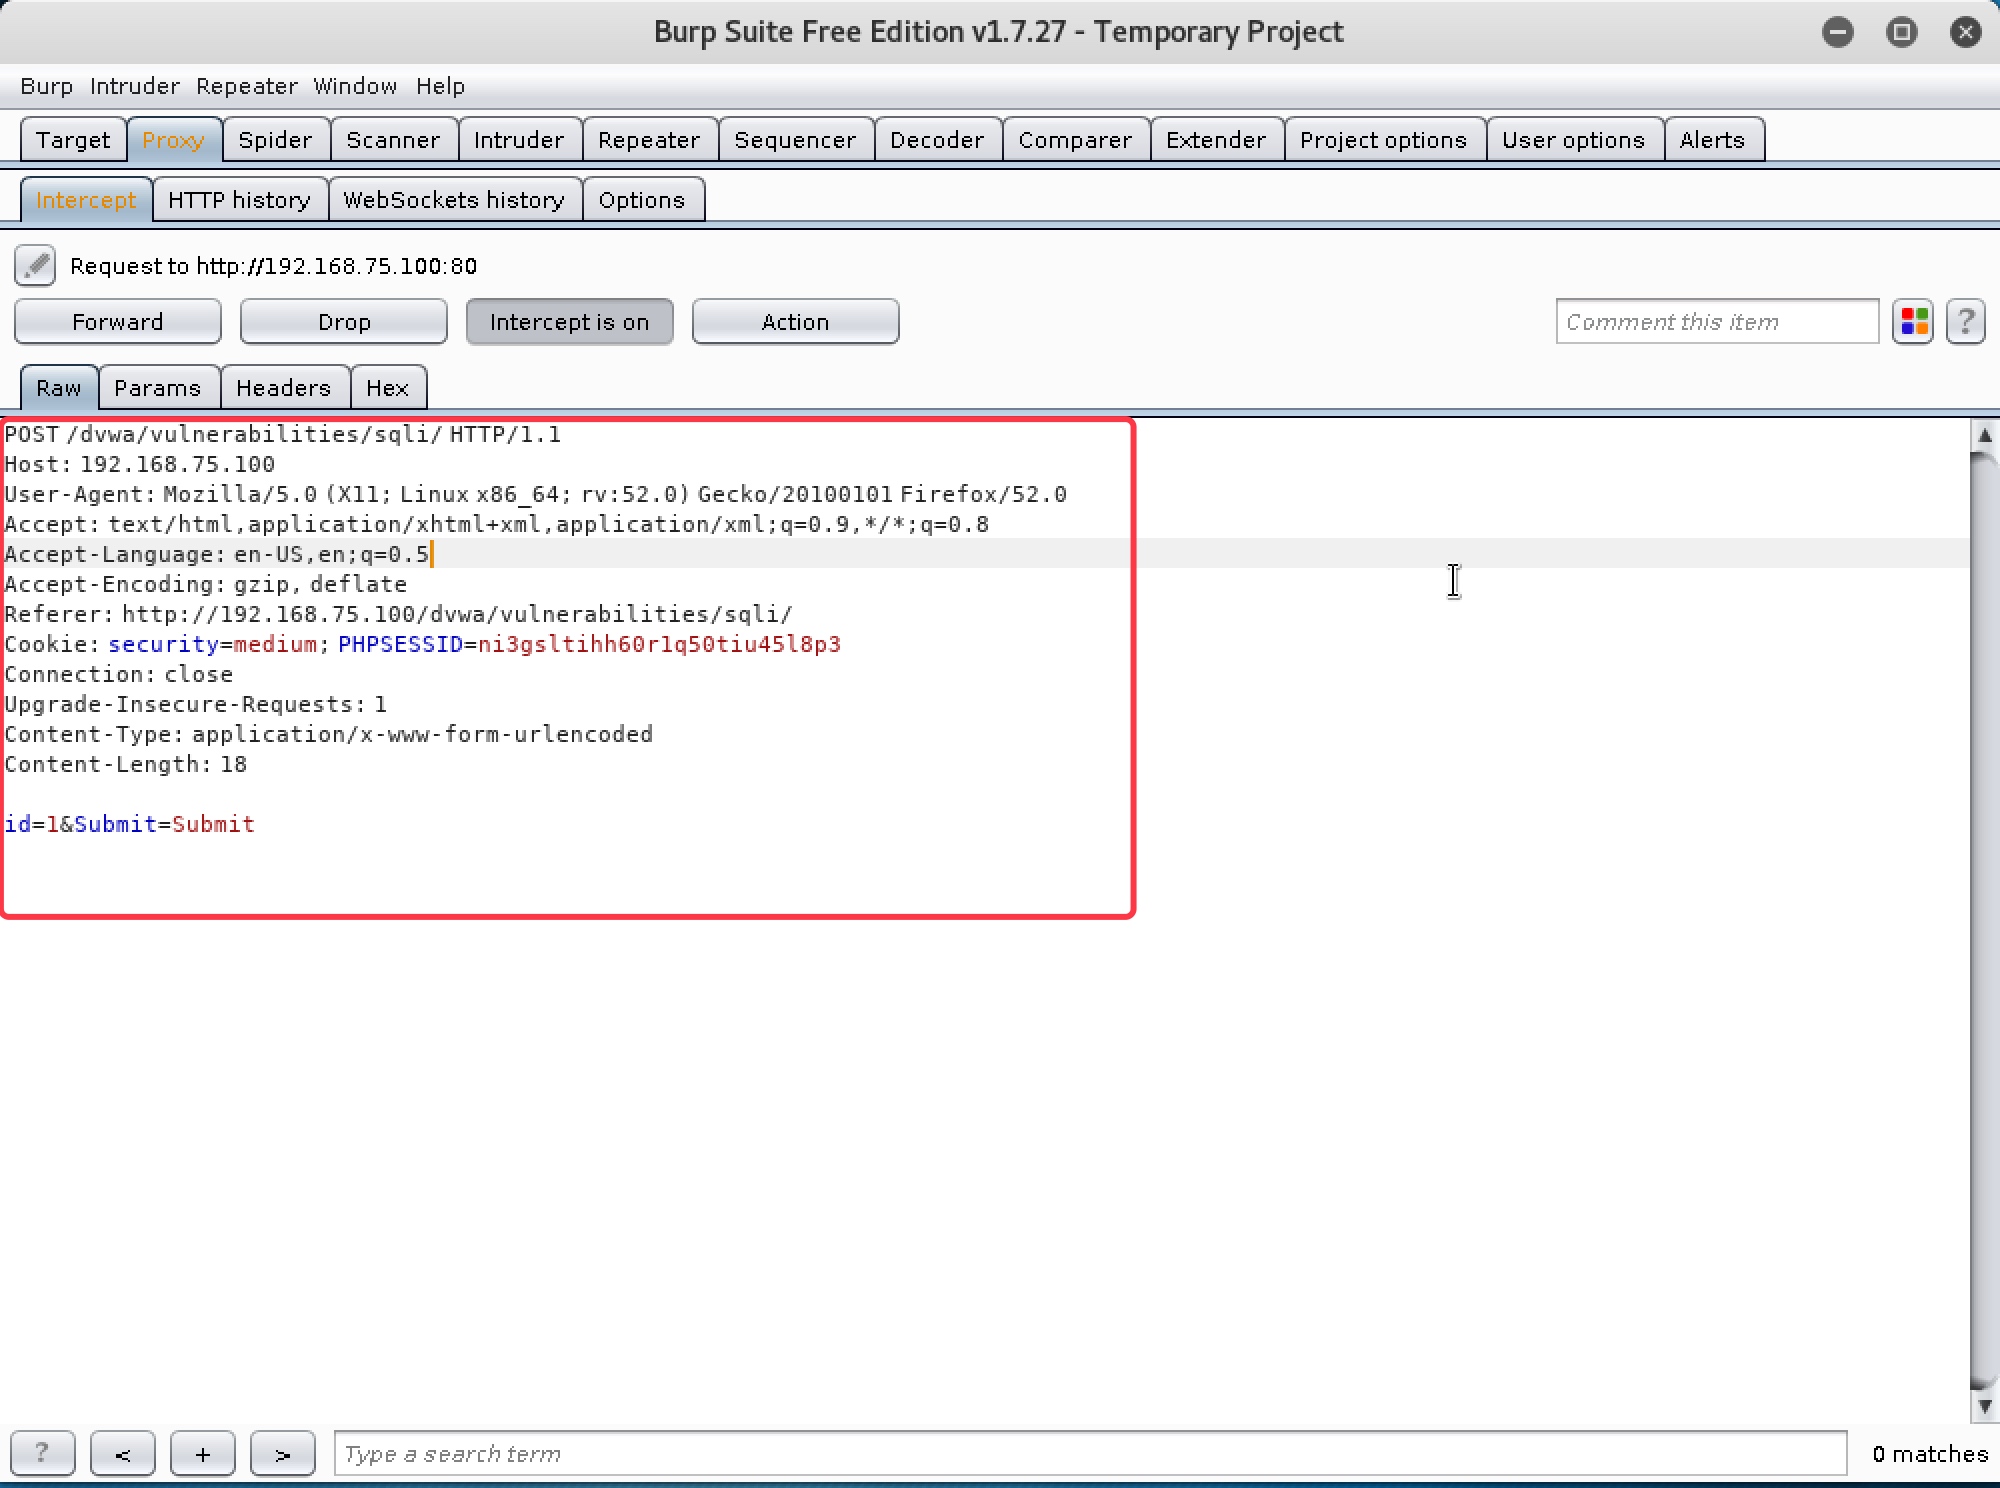 Burp Suite Free Edition v1.7.27 - Temporary Project
Burp Intruder Repeater Window Help
Target Proxy Spider Scanner Intruder Repeater Sequencer Decoder Comparer Extender Project options User options Alerts
Intercept HTTP history WebSockets history Options
Request to http://192.168.75.100:80
Forward Drop Intercept is on Action Comment this item ?
Raw Params Headers Hex
POST /dvwa/vulnerabilities/sqli/ HTTP/1.1
Host: 192.168.75.100
User-Agent: Mozilla/5.0 (X11; Linux x86_64; rv:52.0) Gecko/20100101 Firefox/52.0
Accept: text/html,application/xhtml+xml,application/xml;q=0.9,*/*;q=0.8
Accept-Language: en-US,en;q=0.5
Accept-Encoding: gzip, deflate
Referer: http://192.168.75.100/dvwa/vulnerabilities/sqli/
Cookie: security=medium; PHPSESSID=ni3gsltihh60r1q50tiu45l8p3
Connection: close
Upgrade-Insecure-Requests: 1
Content-Type: application/x-www-form-urlencoded
Content-Length: 18
id=1&Submit=Submit
? < + > Type a search term 0 matches